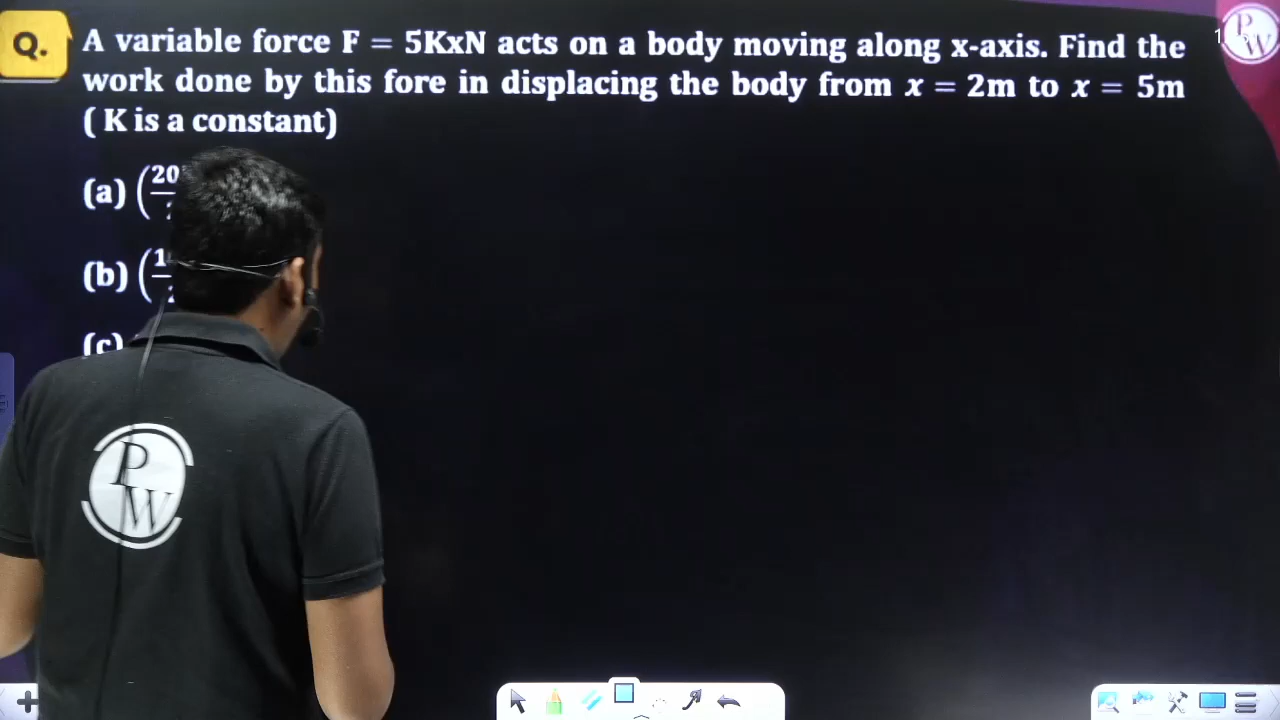 Q.
A variable force F = 5KxN acts on a body moving along x-axis. Find the
work done by this fore in displacing the body from x = 2m to x = 5m
( K is a constant)
(a) (20
(b) (1
(c)
P
W
PW